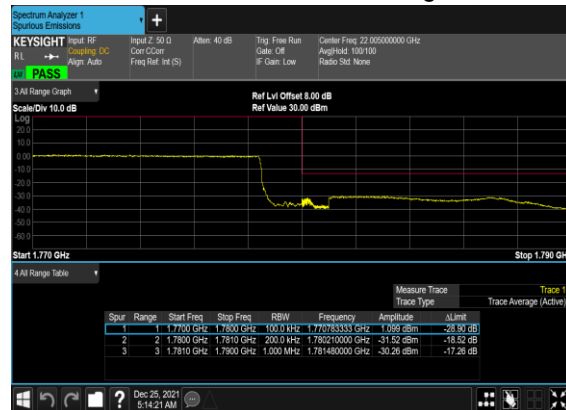 Spectrum Analyzer 1
Spurious Emissions
+
KEYSIGHT Input: RF Input Z: 50 Ω Atten: 40 dB Trig: Free Run Center Freq: 22.005000000 GHz
RL Coupling: DC Corr CCorr Gate: Off Avg|Hold: 100/100
Align: Auto Freq Ref: Int (S) IF Gain: Low Radio Std: None
PASS
3 All Range Graph
Ref Lvl Offset 8.00 dB
Scale/Div 10.0 dB Ref Value 30.00 dBm
Log
20.0
10.0
0.00
-10.0
-20.0
-30.0
-40.0
-50.0
-60.0
Start 1.770 GHz Stop 1.790 GH
4 All Range Table
Measure Trace Trace 1
Trace Type Trace Average (Active)
Spur Range Start Freq Stop Freq RBW Frequency Amplitude ΔLimit
1 1 1.7700 GHz 1.7800 GHz 100.0 kHz 1.770783333 GHz 1.099 dBm -28.90 dB
2 2 1.7800 GHz 1.7810 GHz 200.0 kHz 1.780210000 GHz -31.52 dBm -18.52 dB
3 3 1.7810 GHz 1.7900 GHz 1.000 MHz 1.781480000 GHz -30.26 dBm -17.26 dB
? Dec 25, 2021
5:14:21 AM